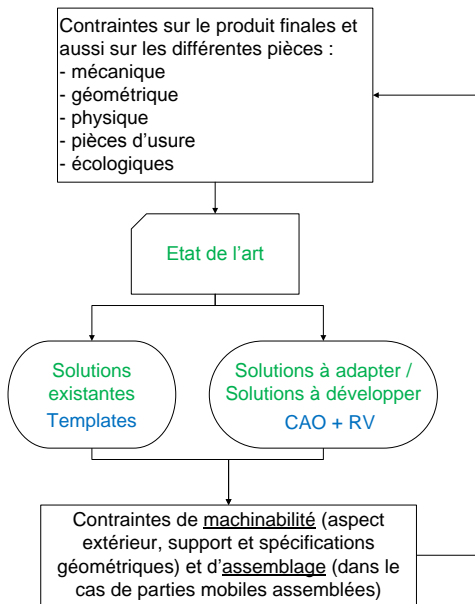 Contraintes sur le produit finales et
aussi sur les différentes pièces :
- mécanique
- géométrique
- physique
- pièces d'usure
- écologiques
Etat de l'art
Solutions
existantes
Templates
Solutions à adapter /
Solutions à développer
CAO + RV
Contraintes de machinabilité (aspect
extérieur, support et spécifications
géométriques) et d'assemblage (dans le
cas de parties mobiles assemblées)